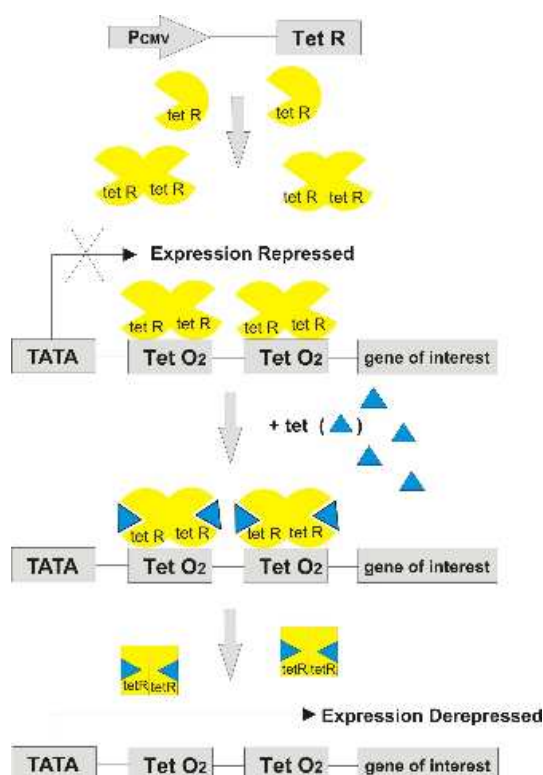 PCMV Tet R
tet R tet R
tet R tet R tet R tet R
Expression Repressed
tet R tet R tet R tet R
TATA Tet O2 Tet O2 gene of interest
+ tet ( )
tet R tet R tet R tet R
TATA Tet O2 Tet O2 gene of interest
tetR tetR tetR tetR
Expression Derepressed
TATA Tet O2 Tet O2 gene of interest